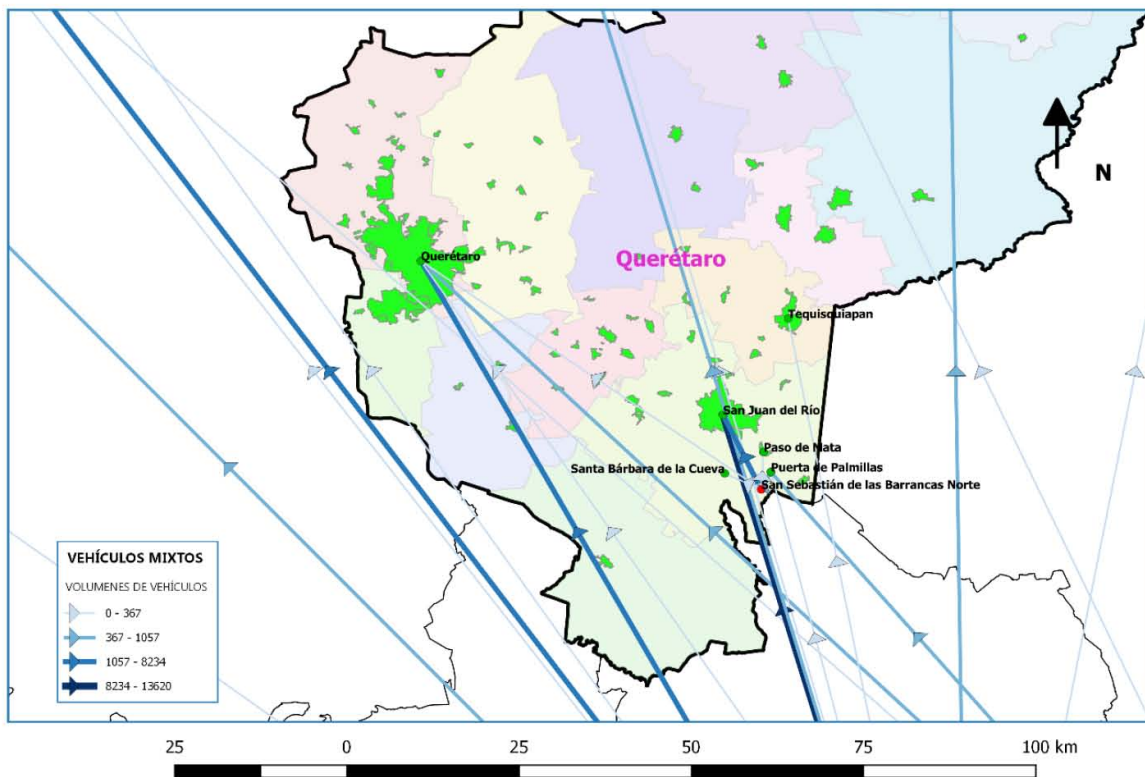 N
Querétaro
Querétaro
Tequisquiapan
San Juan del Río
Paso de Mata
Santa Bárbara de la Cueva
Puerta de Palmillas
San Sebastián de las Barrancas Norte
VEHÍCULOS MIXTOS
VOLUMENES DE VEHÍCULOS
0 - 367
367 - 1057
1057 - 8234
8234 - 13620
25 0 25 50 75 100 km